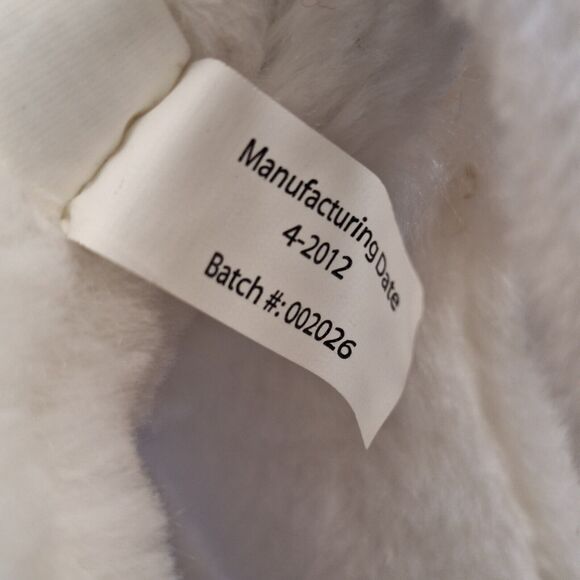 Manufacturing Date
4-2012
Batch #: 002026